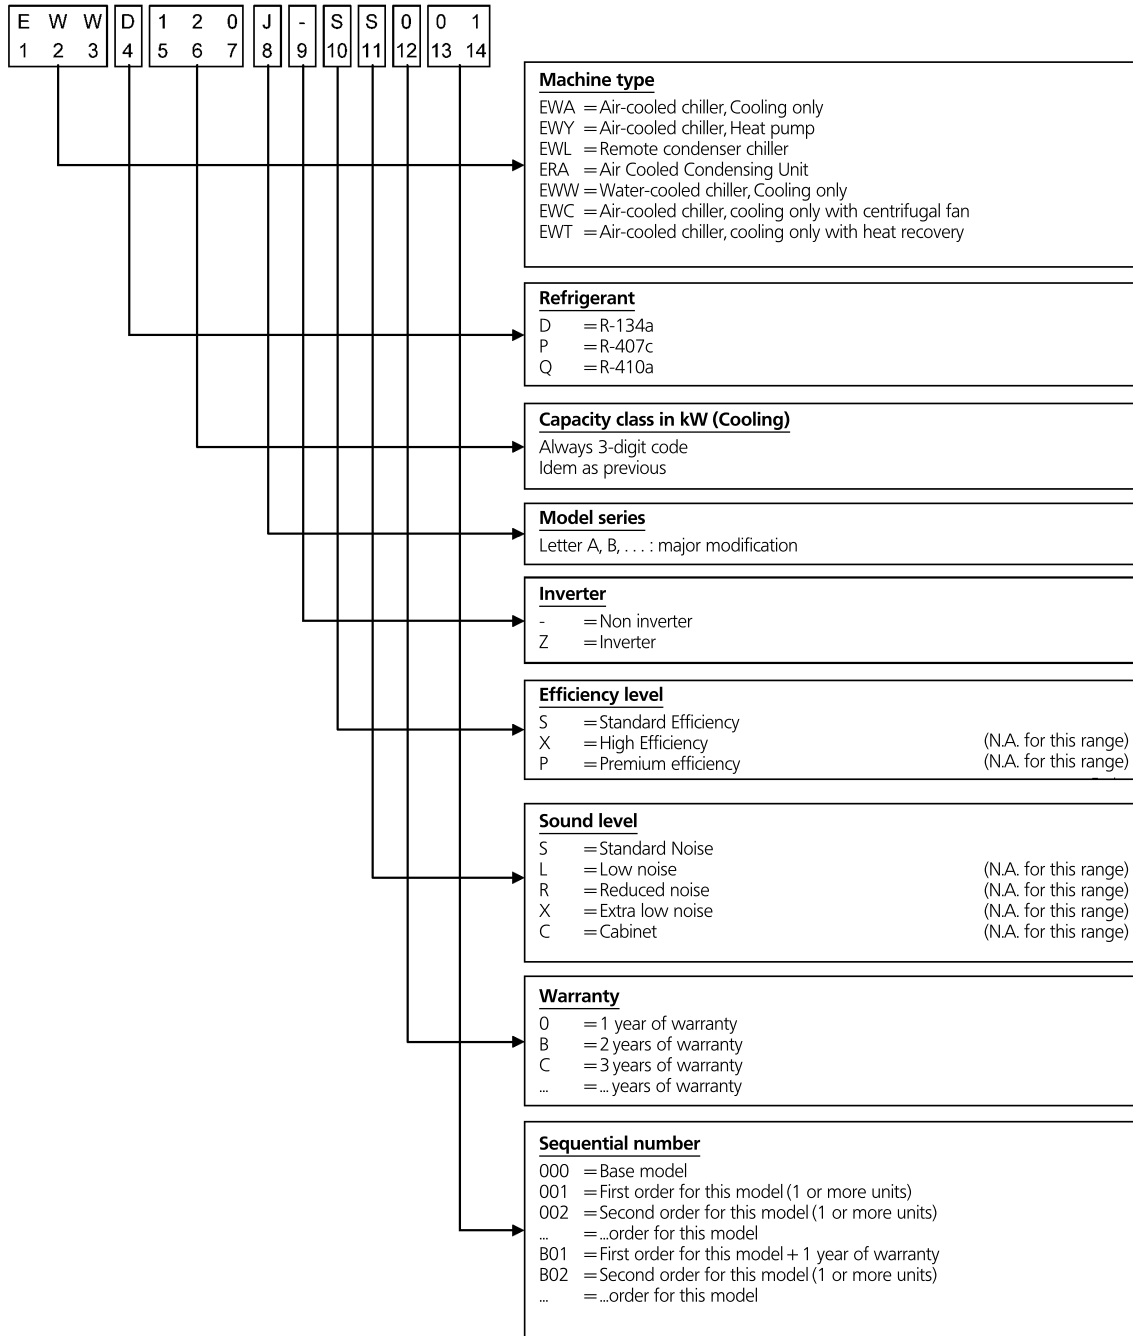 E W W D 1 2 0 J - S S 0 0 1
1 2 3 4 5 6 7 8 9 10 11 12 13 14
Machine type
EWA =Air-cooled chiller, Cooling only
EWY =Air-cooled chiller, Heat pump
EWL =Remote condenser chiller
ERA =Air Cooled Condensing Unit
EWW =Water-cooled chiller, Cooling only
EWC =Air-cooled chiller, cooling only with centrifugal fan
EWT =Air-cooled chiller, cooling only with heat recovery
Refrigerant
D =R-134a
P =R-407c
Q =R-410a
Capacity class in kW (Cooling)
Always 3-digit code
Idem as previous
Model series
Letter A, B, . . . : major modification
Inverter
- =Non inverter
Z =Inverter
Efficiency level
S =Standard Efficiency
X =High Efficiency (N.A. for this range)
P =Premium efficiency (N.A. for this range)
Sound level
S =Standard Noise
L =Low noise (N.A. for this range)
R =Reduced noise (N.A. for this range)
X =Extra low noise (N.A. for this range)
C =Cabinet (N.A. for this range)
Warranty
0 =1 year of warranty
B =2 years of warranty
C =3 years of warranty
... =... years of warranty
Sequential number
000 =Base model
001 =First order for this model (1 or more units)
002 =Second order for this model (1 or more units)
... =...order for this model
B01 =First order for this model + 1 year of warranty
B02 =Second order for this model (1 or more units)
... =...order for this model